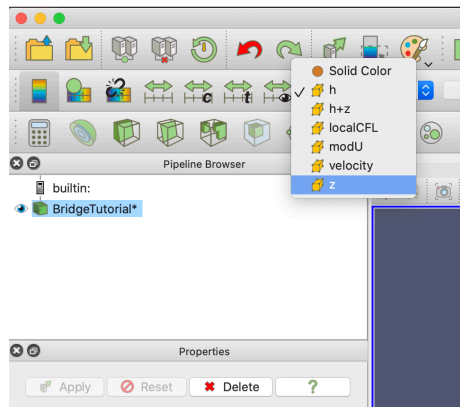 Solid Color
h
h+z
localCFL
modU
velocity
z
c
t
Pipeline Browser
builtin:
BridgeTutorial*
Properties
Apply
Reset
Delete
?